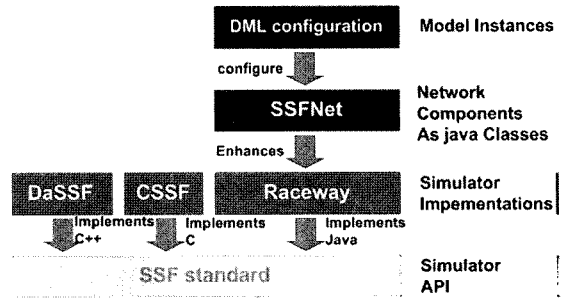 DML configuration
Model Instances
configure
SSFNet
Network
Components
As java Classes
Enhances
DaSSF
CSSF
Raceway
Simulator
Impementations
Implements
C++
Implements
C
Implements
Java
SSF standard
Simulator
API